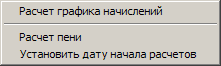 Расчет графика начислений
Расчет пени
Установить дату начала расчетов